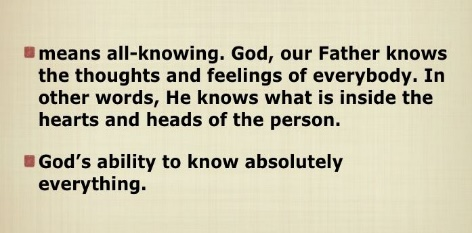 means all-knowing. God, our Father knows
the thoughts and feelings of everybody. In
other words, He knows what is inside the
hearts and heads of the person.
God’s ability to know absolutely
everything.